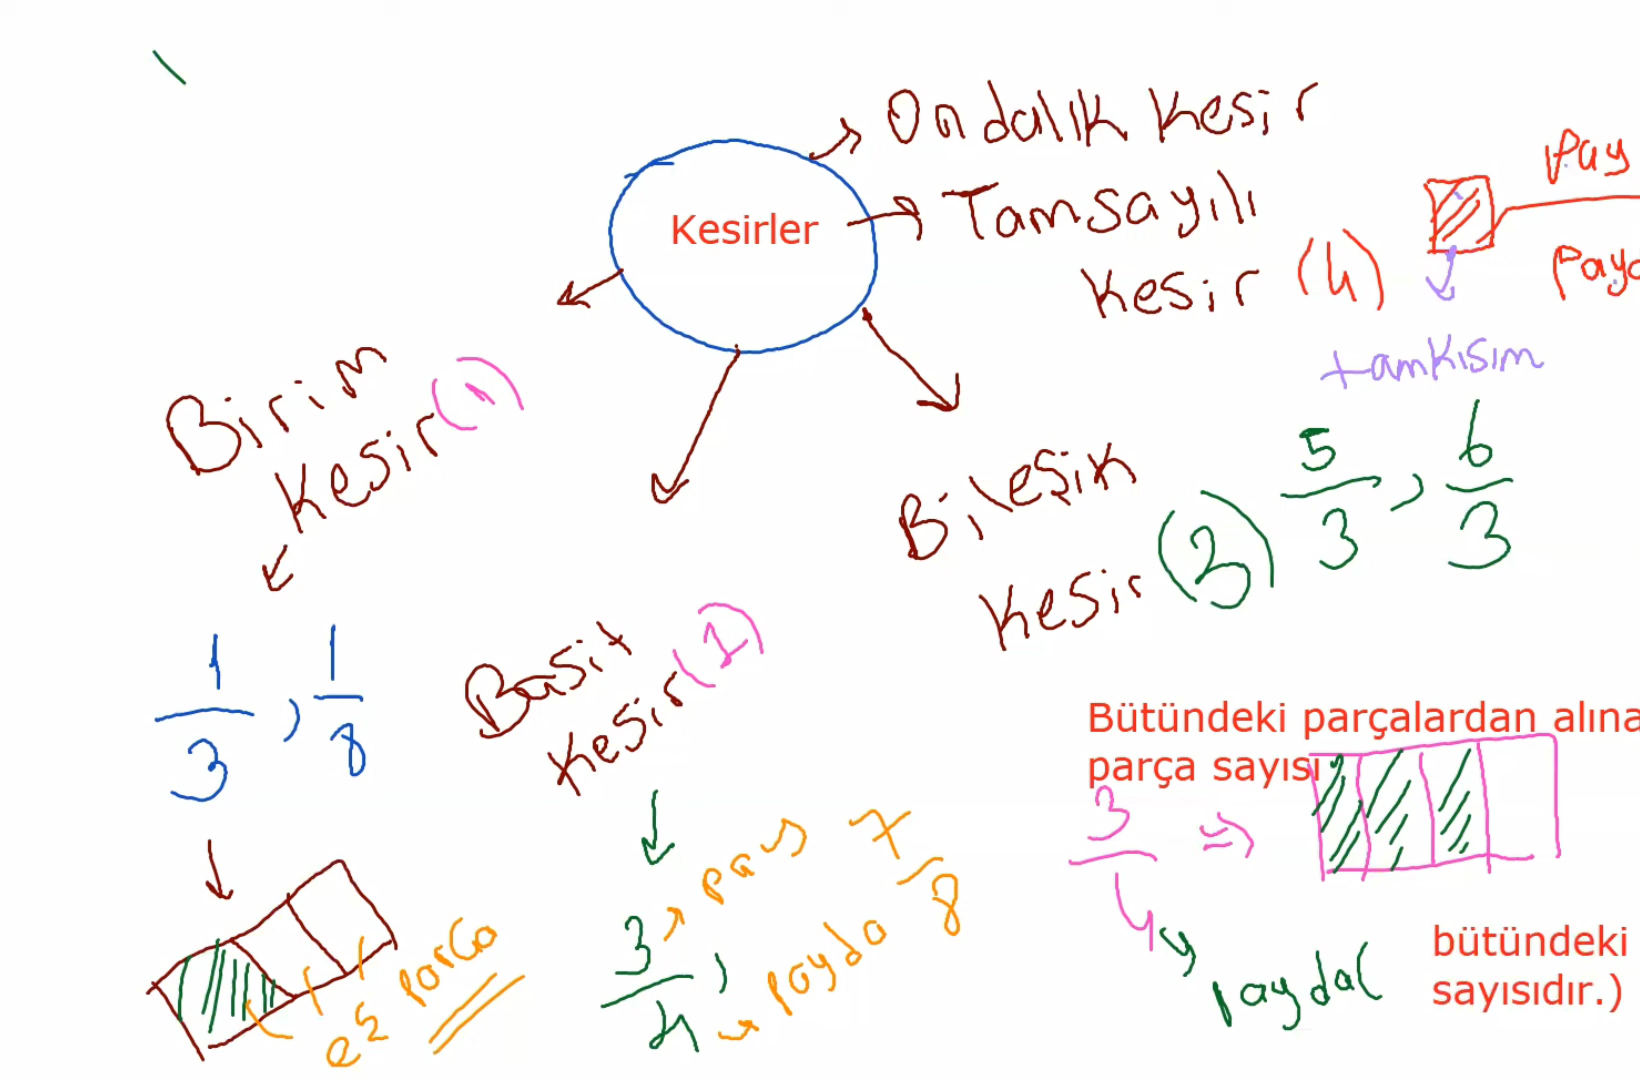 Kesirler
Ondalık Kesir
Tamsayılı
Kesir (4)
Pay
Payd
tamkısım
Birim
Kesir (1)
1/3, 1/8
eş parça
Basit
Kesir (2)
3/4, 7/8
pay
payda
Bileşik
Kesir (3)
5/3, 6/3
Bütündeki parçalardan alına
parça sayısı
3/4 ⇒
payda(
bütündeki
sayısıdır.)